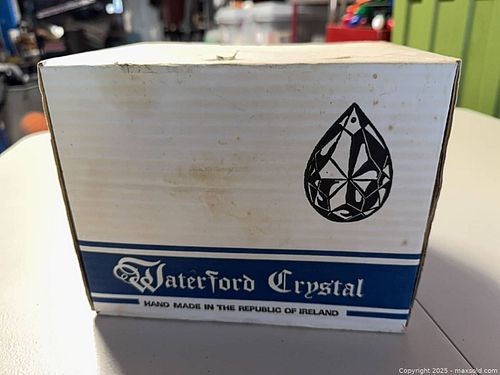 Waterford Crystal
HAND MADE IN THE REPUBLIC OF IRELAND
Copyright 2025 - maxsold.com